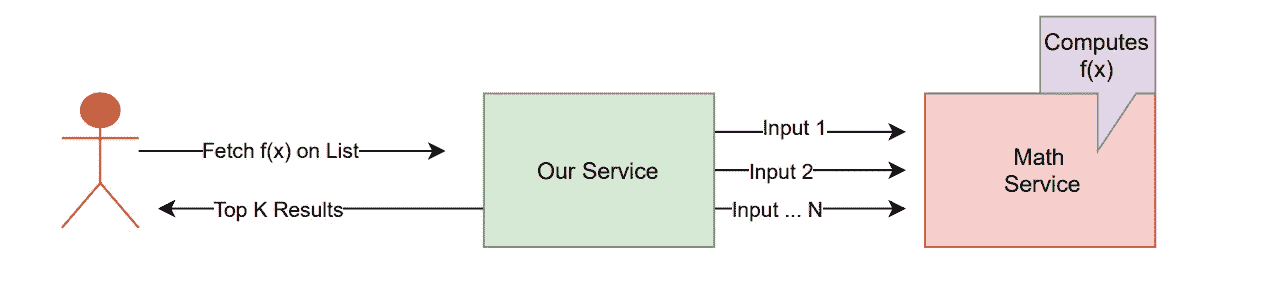 Computes
f(x)
Fetch f(x) on List
Top K Results
Our Service
Input 1
Input 2
Input ... N
Math
Service